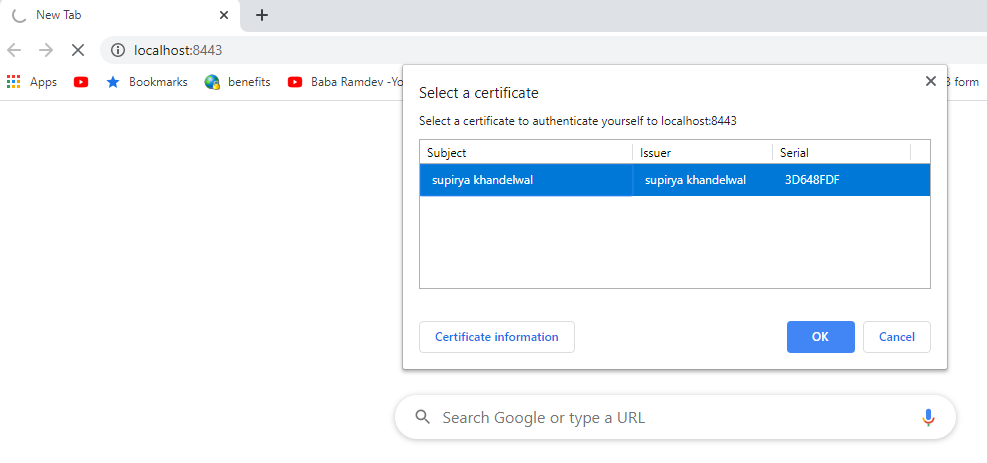 New Tab
localhost:8443
Apps Bookmarks benefits Baba Ramdev -Yo 3 form
Select a certificate
Select a certificate to authenticate yourself to localhost:8443
Subject Issuer Serial
supirya khandelwal supirya khandelwal 3D648FDF
Certificate information OK Cancel
Search Google or type a URL